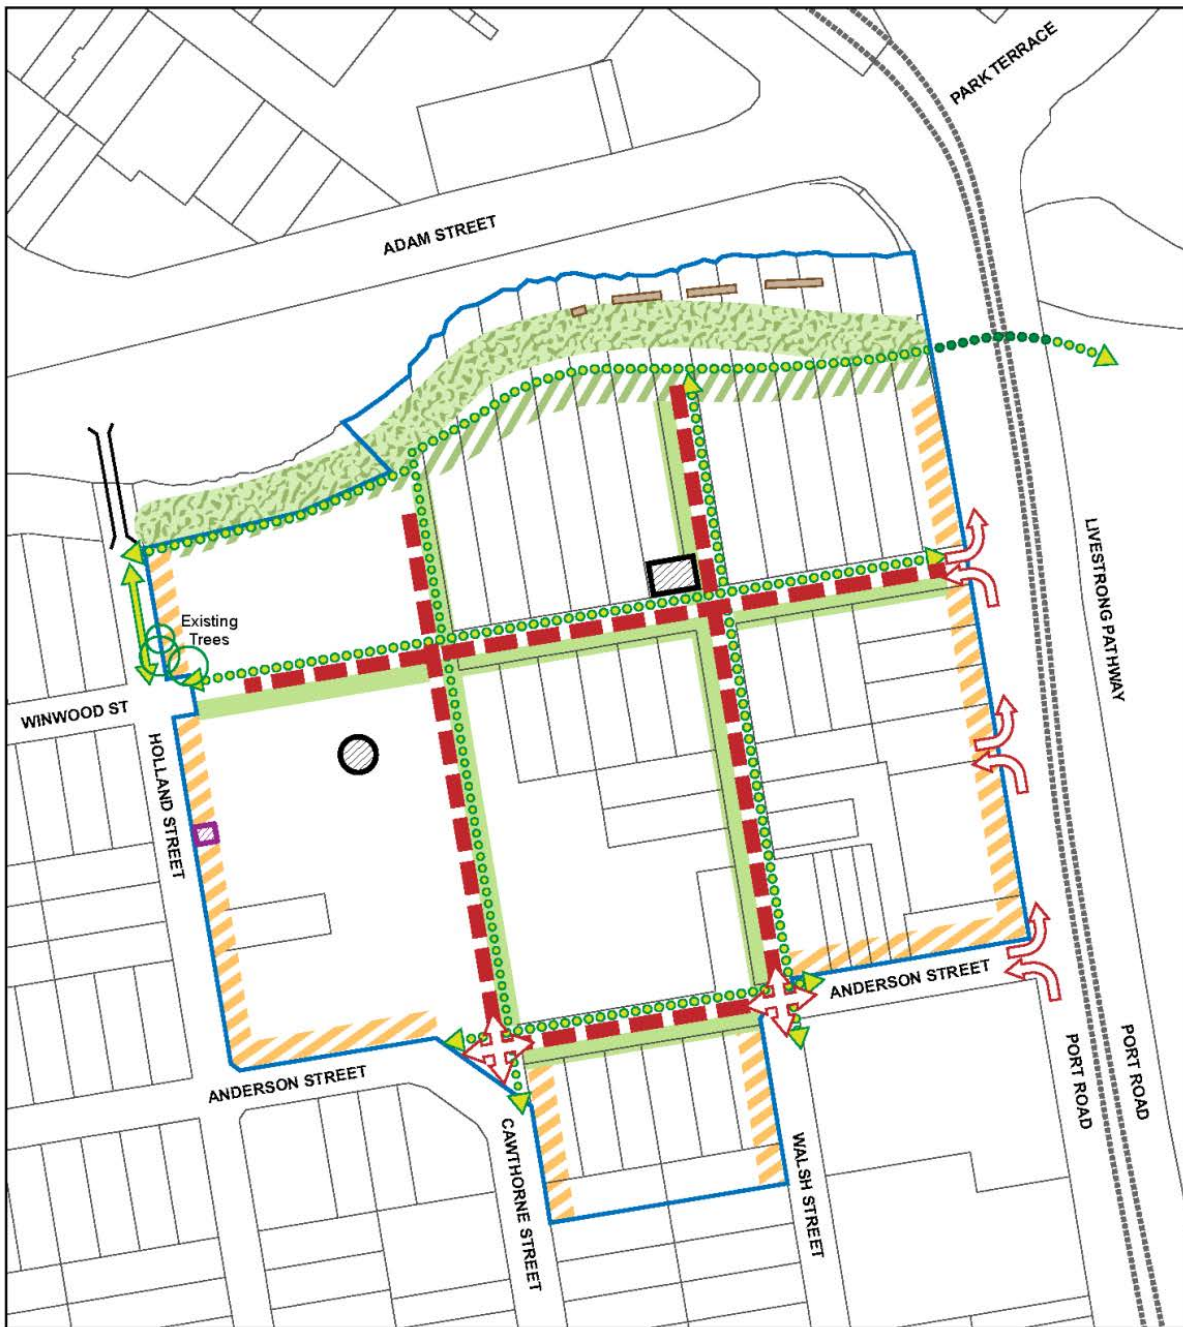 PARK TERRACE
ADAM STREET
LIVESTRONG PATHWAY
Existing
Trees
WINWOOD ST
HOLLAND STREET
ANDERSON STREET
ANDERSON STREET
PORT ROAD
PORT ROAD
CAWTHORNE STREET
WALSH STREET